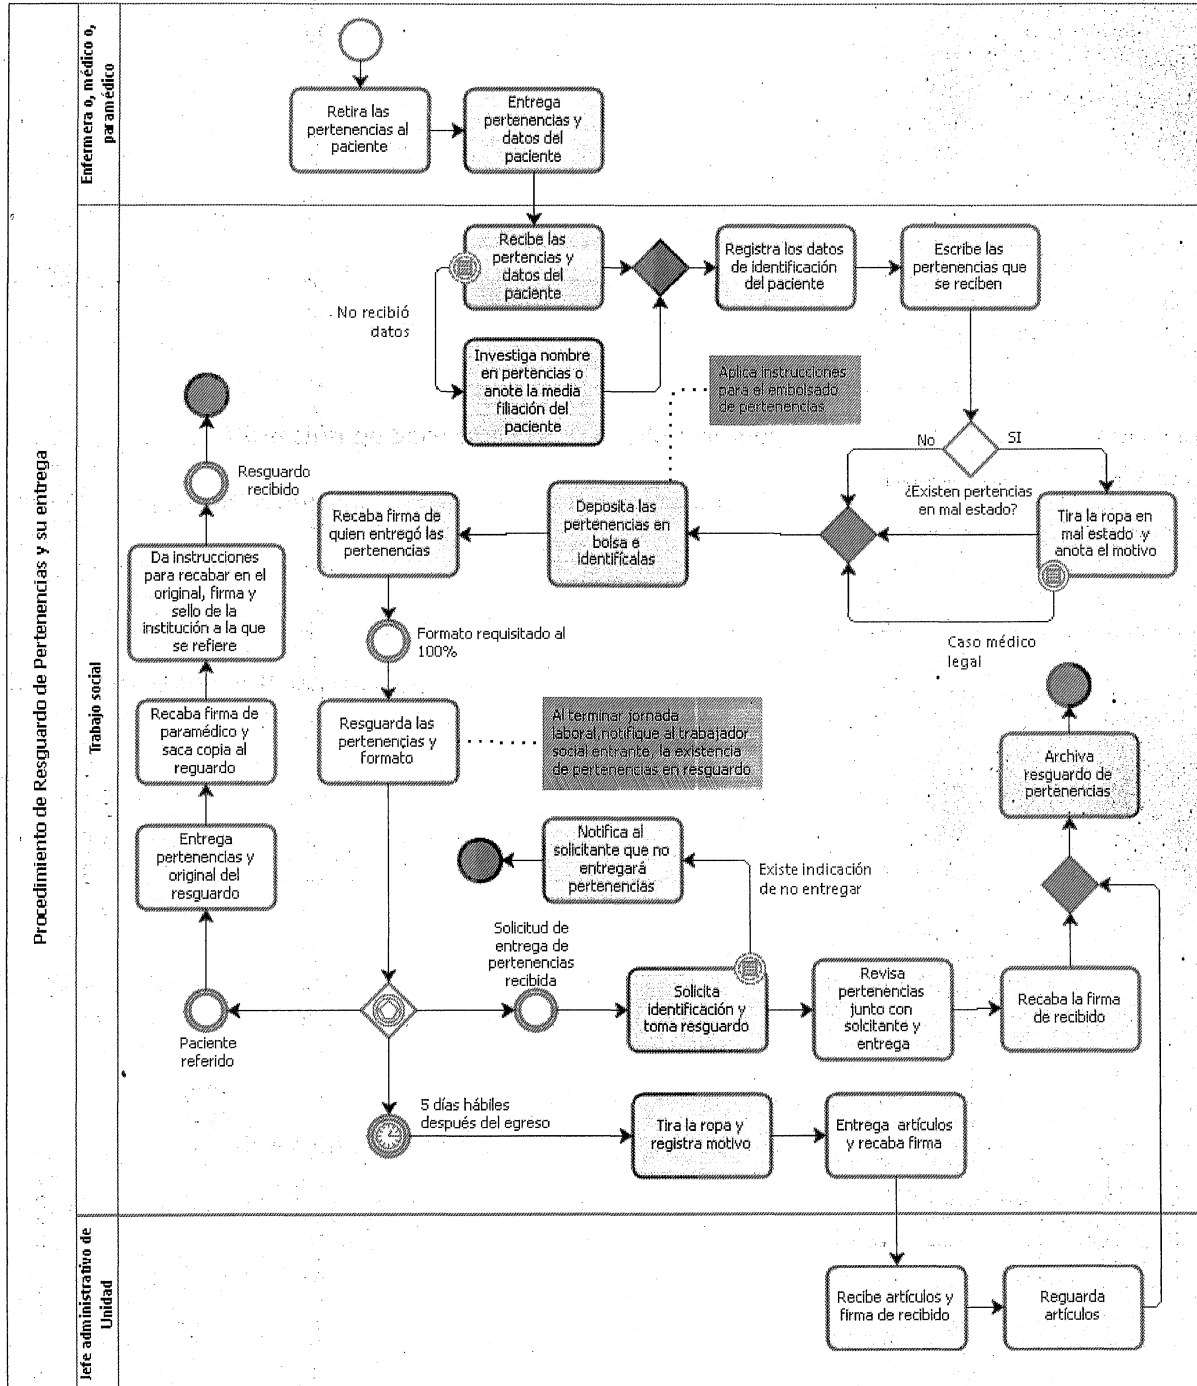 Procedimiento de Resguardo de Pertenencias y su entrega
Enfermera o, médico o,
paramédico
Retira las
pertenencias al
paciente
Entrega
pertenencias y
datos del
paciente
Trabajo social
Recibe las
pertencias y
datos del
paciente
No recibió
datos
Investiga nombre
en pertencias o
anote la media
filiación del
paciente
Registra los datos
de identificación
del paciente
Escribe las
pertenencias que
se reciben
Aplica instrucciones
para el embolsado
de pertenencias
No
SI
¿Existen pertencias
en mal estado?
Tira la ropa en
mal estado y
anota el motivo
Caso médico
legal
Deposita las
pertenencias en
bolsa e
identifícalas
Recaba firma de
quien entregó las
pertenencias
Formato requisitado al
100%
Resguarda las
pertenencias y
formato
Al terminar jornada
laboral,notifique al trabajador
social entrante, la existencia
de pertenencias en resguardo
Resguardo
recibido
Da instrucciones
para recabar en el
original, firma y
sello de la
institución a la que
se refiere
Recaba firma de
paramédico y
saca copia al
reguardo
Entrega
pertenencias y
original del
resguardo
Paciente
referido
Notifica al
solicitante que no
entregará
pertenencias
Existe indicación
de no entregar
Solicitud de
entrega de
pertenencias
recibida
Solicita
identificación y
toma resguardo
Revisa
pertenencias
junto con
solcitante y
entrega
Recaba la firma
de recibido
Archiva
resguardo de
pertenencias
5 días hábiles
después del egreso
Tira la ropa y
registra motivo
Entrega artículos
y recaba firma
Jefe administrativo de
Unidad
Recibe artículos y
firma de recibido
Reguarda
artículos